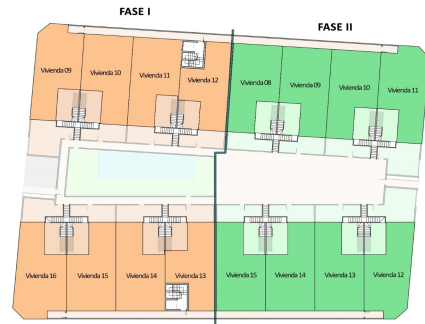 FASE I
FASE II
Vivienda 09
Vivienda 10
Vivienda 11
Vivienda 12
Vivienda 08
Vivienda 09
Vivienda 10
Vivienda 11
Vivienda 16
Vivienda 15
Vivienda 14
Vivienda 13
Vivienda 15
Vivienda 14
Vivienda 13
Vivienda 12